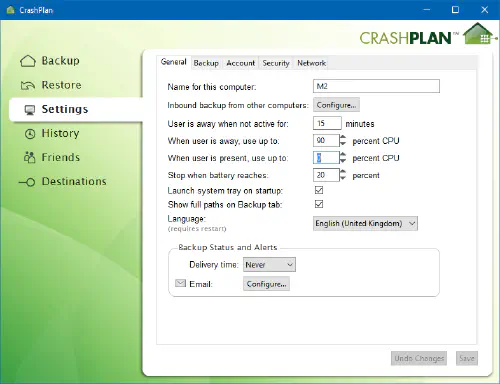 CrashPlan
CRASHPLAN™
Backup
Restore
Settings
History
Friends
Destinations
General Backup Account Security Network
Name for this computer: M2
Inbound backup from other computers: Configure...
User is away when not active for: 15 minutes
When user is away, use up to: 90 percent CPU
When user is present, use up to: percent CPU
Stop when battery reaches: 20 percent
Launch system tray on startup:
Show full paths on Backup tab:
Language: English (United Kingdom)
(requires restart)
Backup Status and Alerts
Delivery time: Never
Email: Configure...
Undo Changes Save